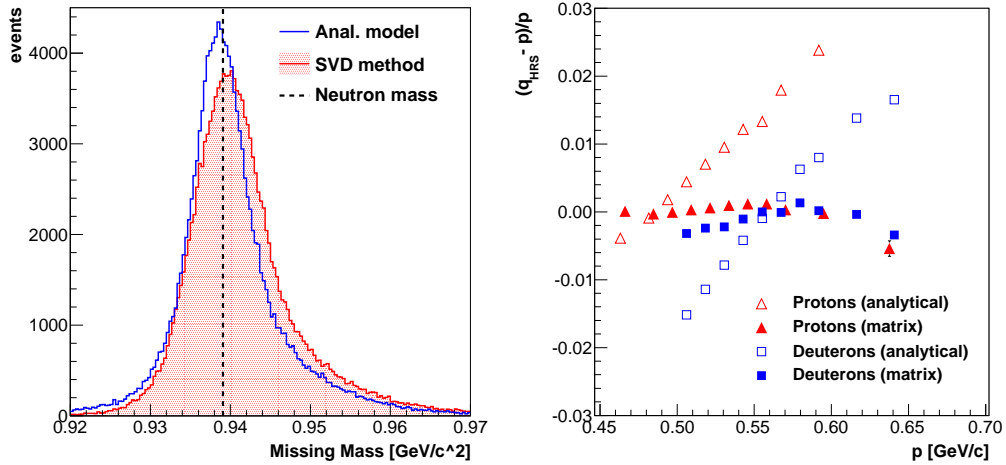 events
4000
3000
2000
1000
0
0.92 0.93 0.94 0.95 0.96 0.97
Missing Mass [GeV/c^2]
Anal. model
SVD method
Neutron mass
(q_HRS - p)/p
0.03
0.02
0.01
0.00
-0.01
-0.02
-0.03
0.45 0.50 0.55 0.60 0.65 0.70
p [GeV/c]
Protons (analytical)
Protons (matrix)
Deuterons (analytical)
Deuterons (matrix)